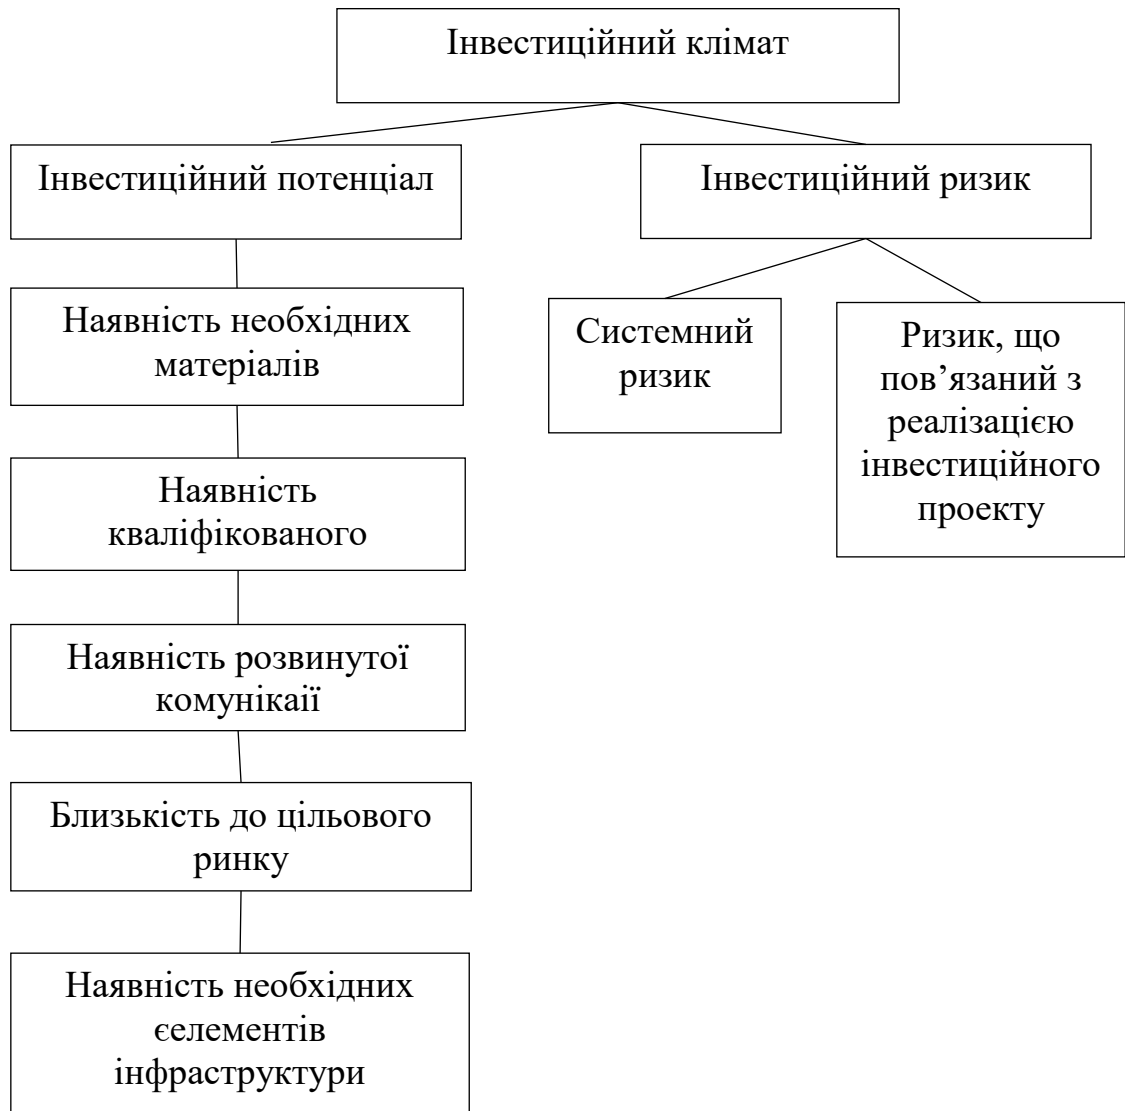 Інвестиційний клімат
Інвестиційний потенціал
Інвестиційний ризик
Наявність необхідних
матеріалів
Системний
ризик
Ризик, що
пов’язаний з
реалізацією
інвестиційного
проекту
Наявність
кваліфікованого
Наявність розвинутої
комунікаії
Близькість до цільового
ринку
Наявність необхідних
єелементів
інфраструктури